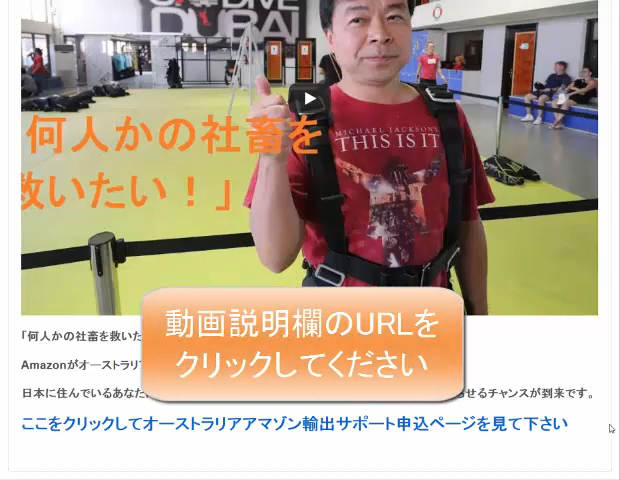 DUBAI
MICHAEL JACKSON'S
THIS IS IT
「何人かの社畜を
救いたい！」
「何人かの社畜を救いた
Amazonがオーストラリア
日本に住んでいるあなた
せるチャンスが到来です。
動画説明欄のURLを
クリックしてください
ここをクリックしてオーストラリアアマゾン輸出サポート申込ページを見て下さい